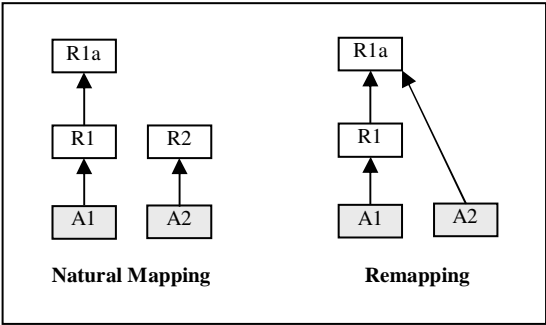 R1a R1a
R1 R2 R1
A1 A2 A1 A2
Natural Mapping Remapping